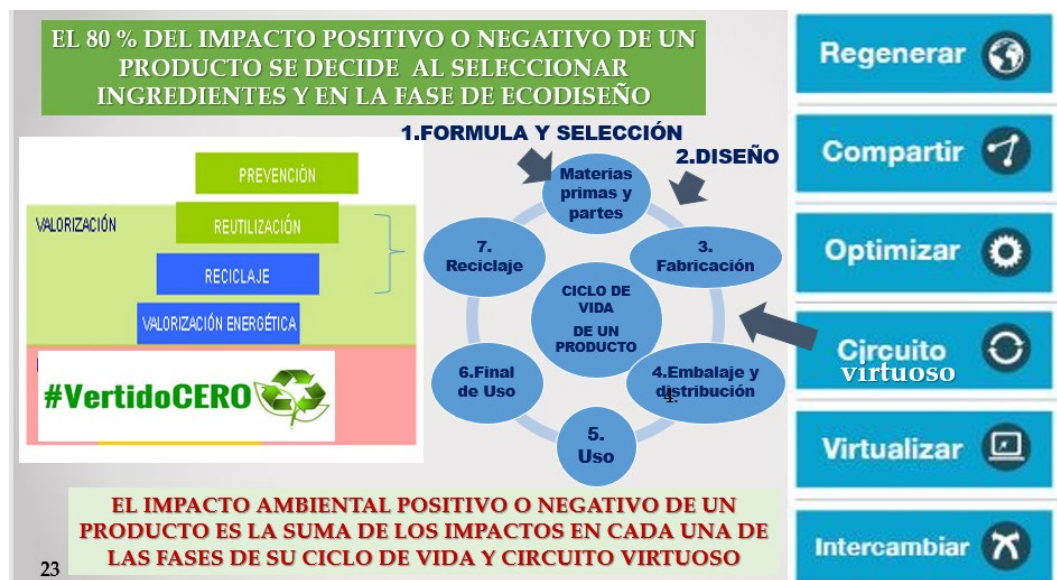 EL 80 % DEL IMPACTO POSITIVO O NEGATIVO DE UN
PRODUCTO SE DECIDE AL SELECCIONAR
INGREDIENTES Y EN LA FASE DE ECODISEÑO
PREVENCIÓN
VALORIZACIÓN
REUTILIZACIÓN
RECICLAJE
VALORIZACIÓN ENERGÉTICA
#VertidoCERO
1.FORMULA Y SELECCIÓN
2.DISEÑO
Materias
primas y
partes
3.
Fabricación
4.Embalaje y
distribución
4.
5.
Uso
6.Final
de Uso
7.
Reciclaje
CICLO DE
VIDA
DE UN
PRODUCTO
EL IMPACTO AMBIENTAL POSITIVO O NEGATIVO DE UN
PRODUCTO ES LA SUMA DE LOS IMPACTOS EN CADA UNA DE
LAS FASES DE SU CICLO DE VIDA Y CIRCUITO VIRTUOSO
23
Regenerar
Compartir
Optimizar
Circuito
virtuoso
Virtualizar
Intercambiar